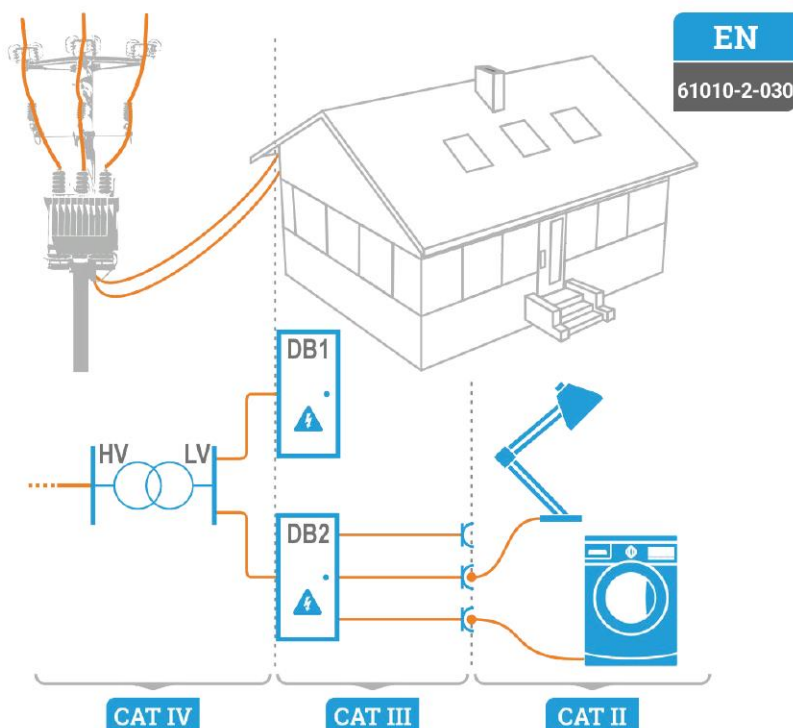 EN
61010-2-030
DB1
HV
LV
DB2
CAT IV
CAT III
CAT II